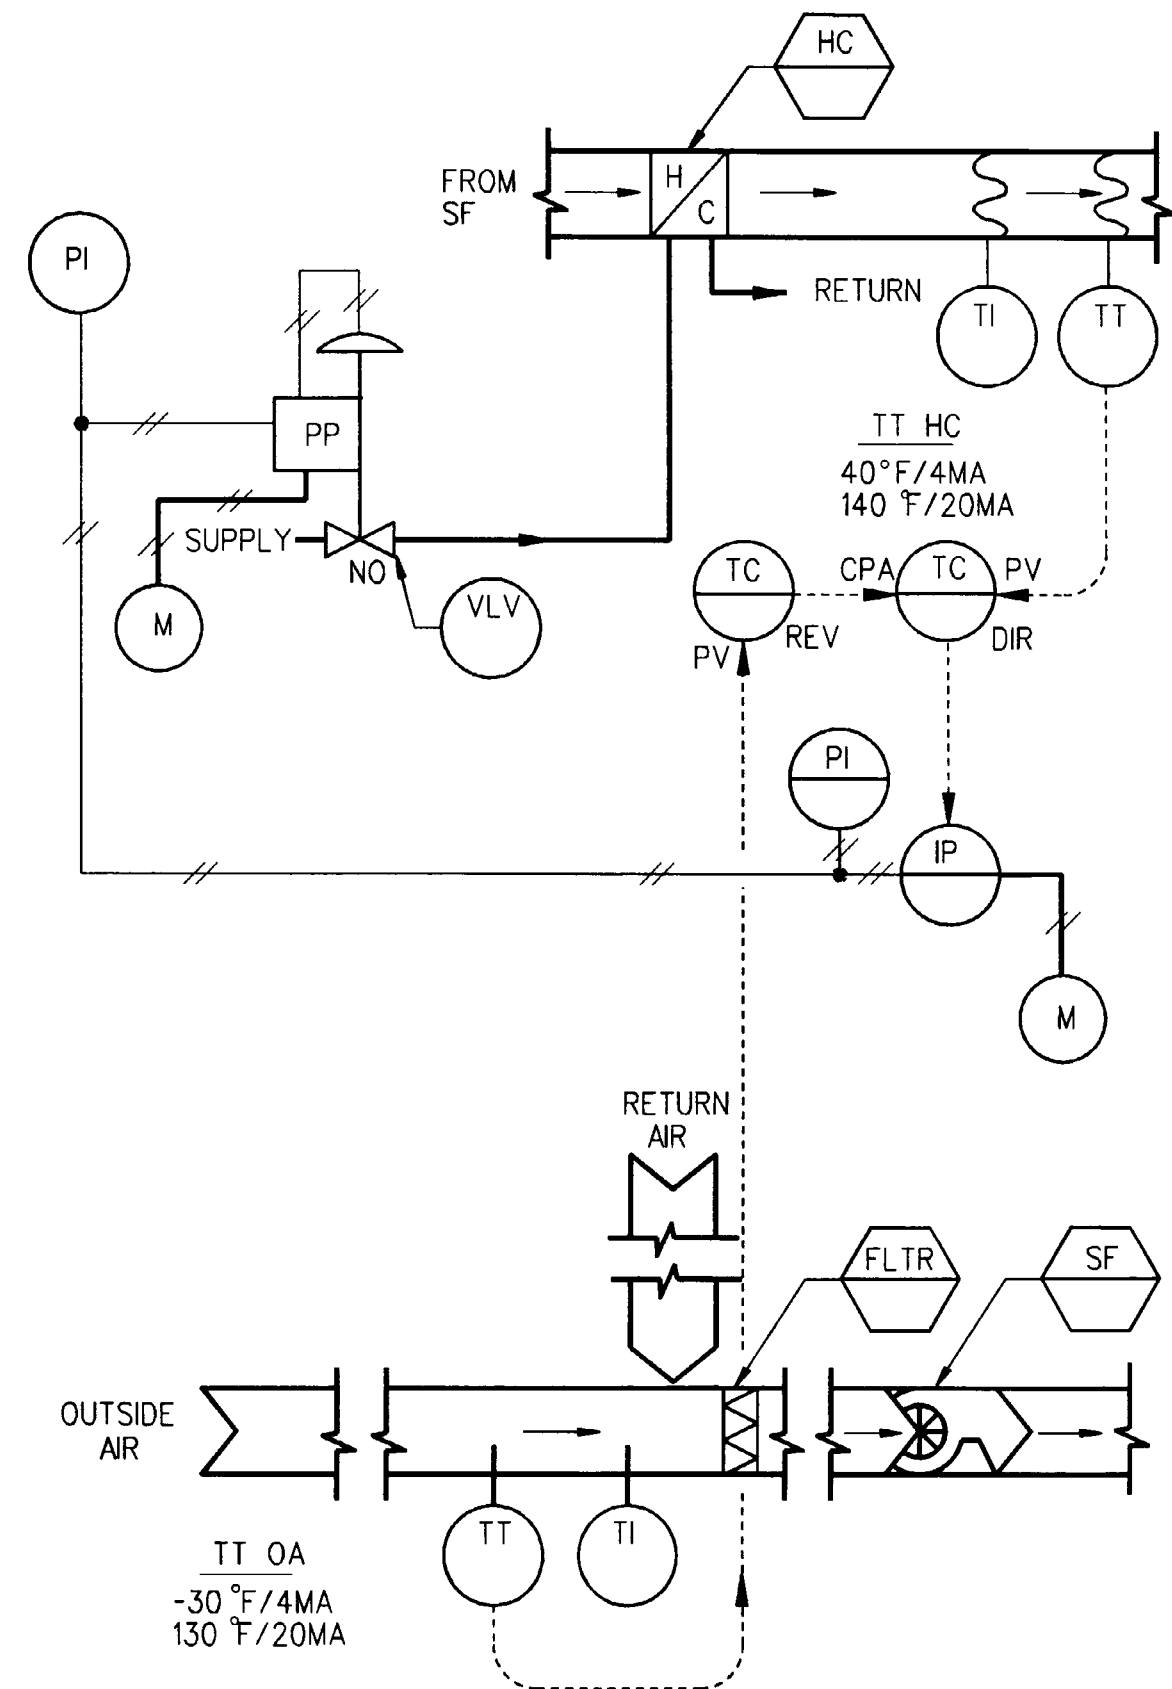 HC
FROM
SF
H
C
PI
RETURN
TI
TT
PP
TT HC
40°F/4MA
140 °F/20MA
SUPPLY
NO
M
VLV
TC
CPA
TC
PV
REV
DIR
PV
PI
IP
M
RETURN
AIR
FLTR
SF
OUTSIDE
AIR
TT
TI
TT OA
-30 °F/4MA
130 °F/20MA